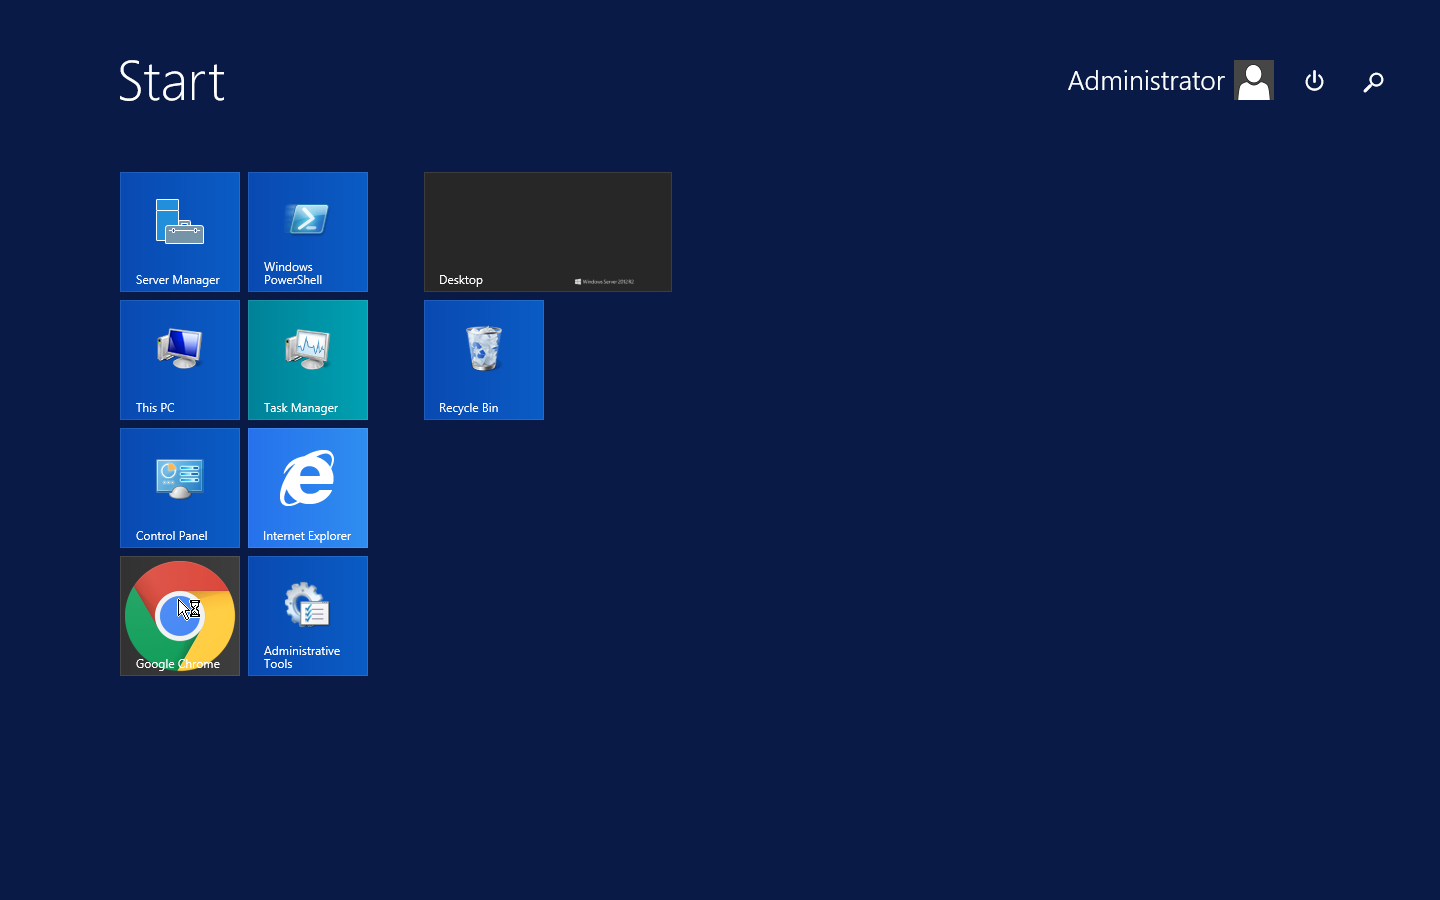 Start
Administrator
Server Manager
Windows
PowerShell
Desktop
Windows Server 2012 R2
This PC
Task Manager
Recycle Bin
Control Panel
Internet Explorer
Google Chrome
Administrative
Tools